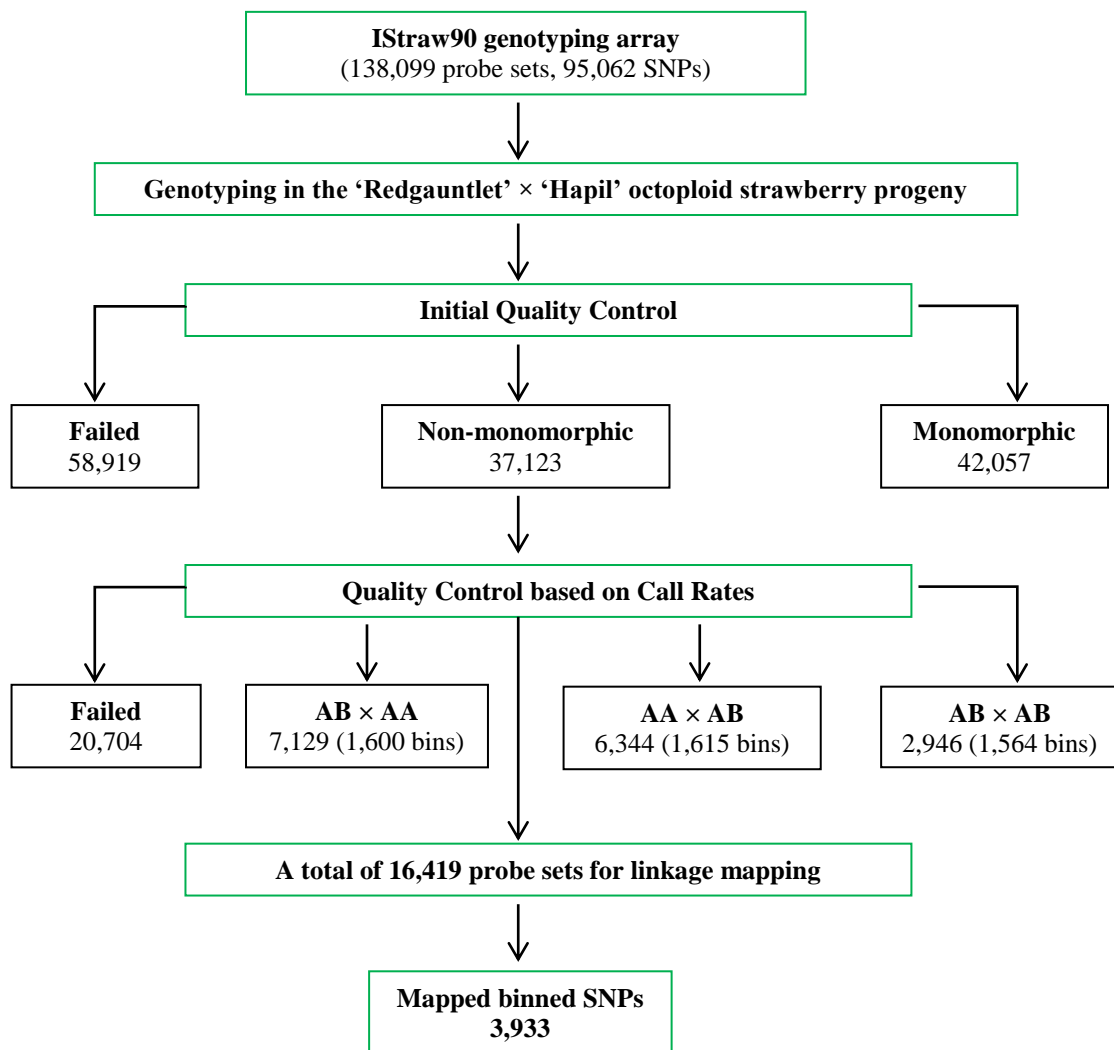 IStraw90 genotyping array
(138,099 probe sets, 95,062 SNPs)
Genotyping in the ‘Redgauntlet’ × ‘Hapil’ octoploid strawberry progeny
Initial Quality Control
Failed
58,919
Non-monomorphic
37,123
Monomorphic
42,057
Quality Control based on Call Rates
Failed
20,704
AB × AA
7,129 (1,600 bins)
AA × AB
6,344 (1,615 bins)
AB × AB
2,946 (1,564 bins)
A total of 16,419 probe sets for linkage mapping
Mapped binned SNPs
3,933